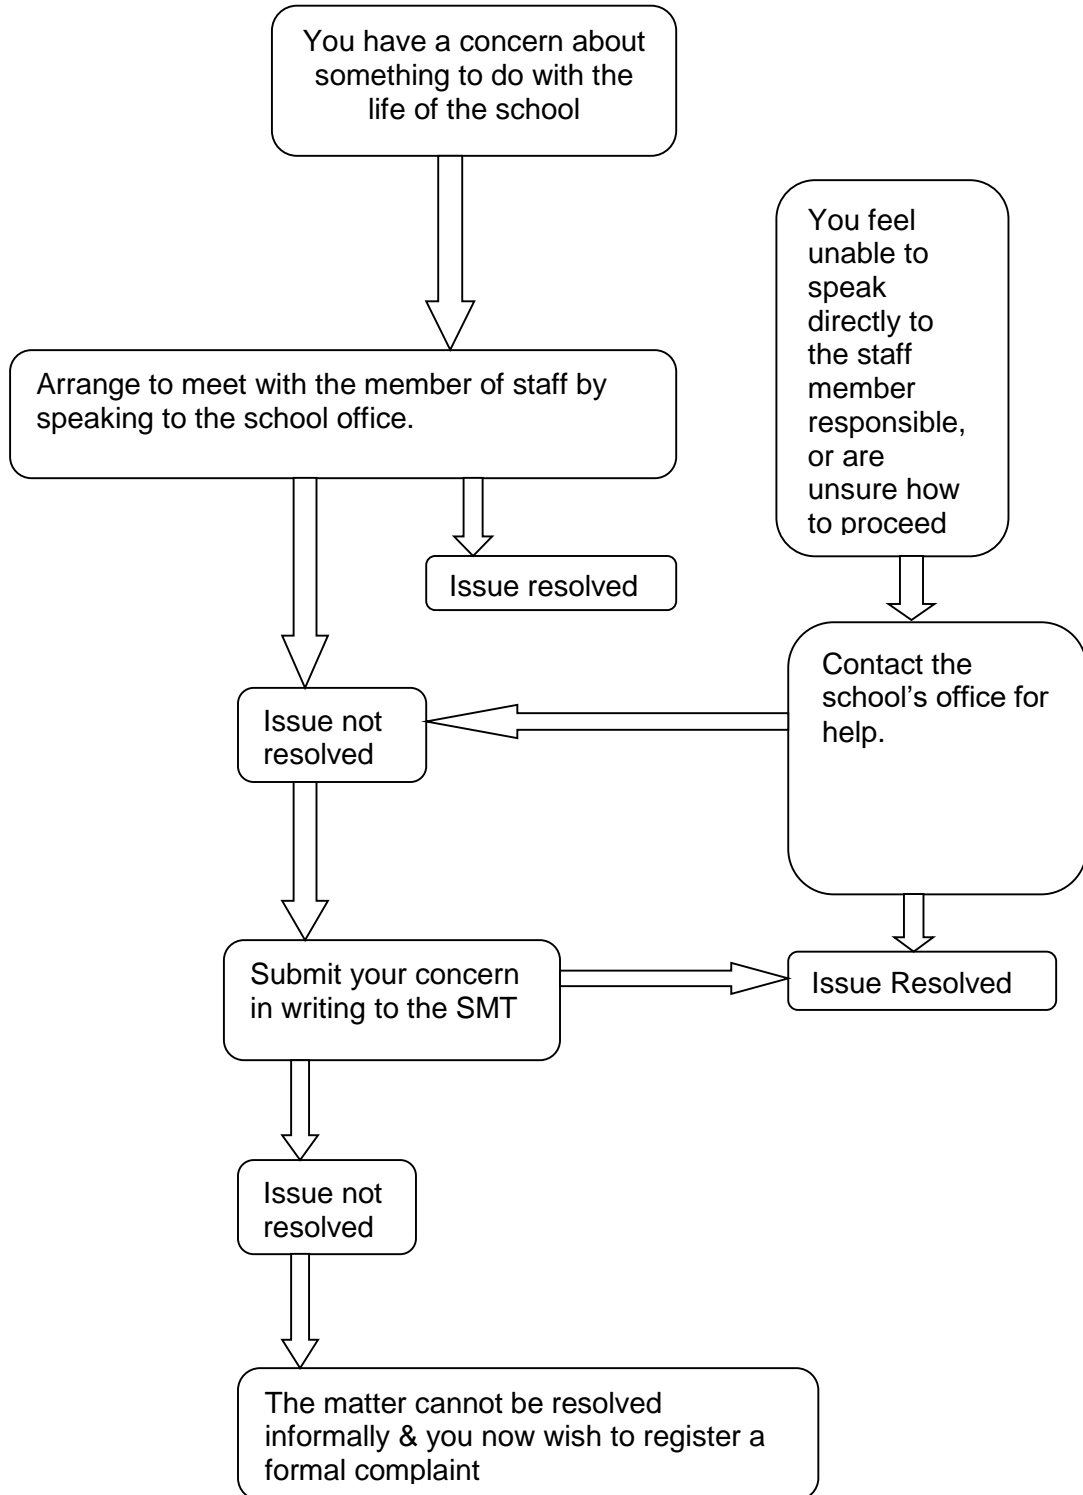 You have a concern about
something to do with the
life of the school
You feel
unable to
speak
directly to
the staff
member
responsible,
or are
unsure how
to proceed
Arrange to meet with the member of staff by
speaking to the school office.
Issue resolved
Contact the
school’s office for
help.
Issue not
resolved
Submit your concern
in writing to the SMT
Issue Resolved
Issue not
resolved
The matter cannot be resolved
informally & you now wish to register a
formal complaint